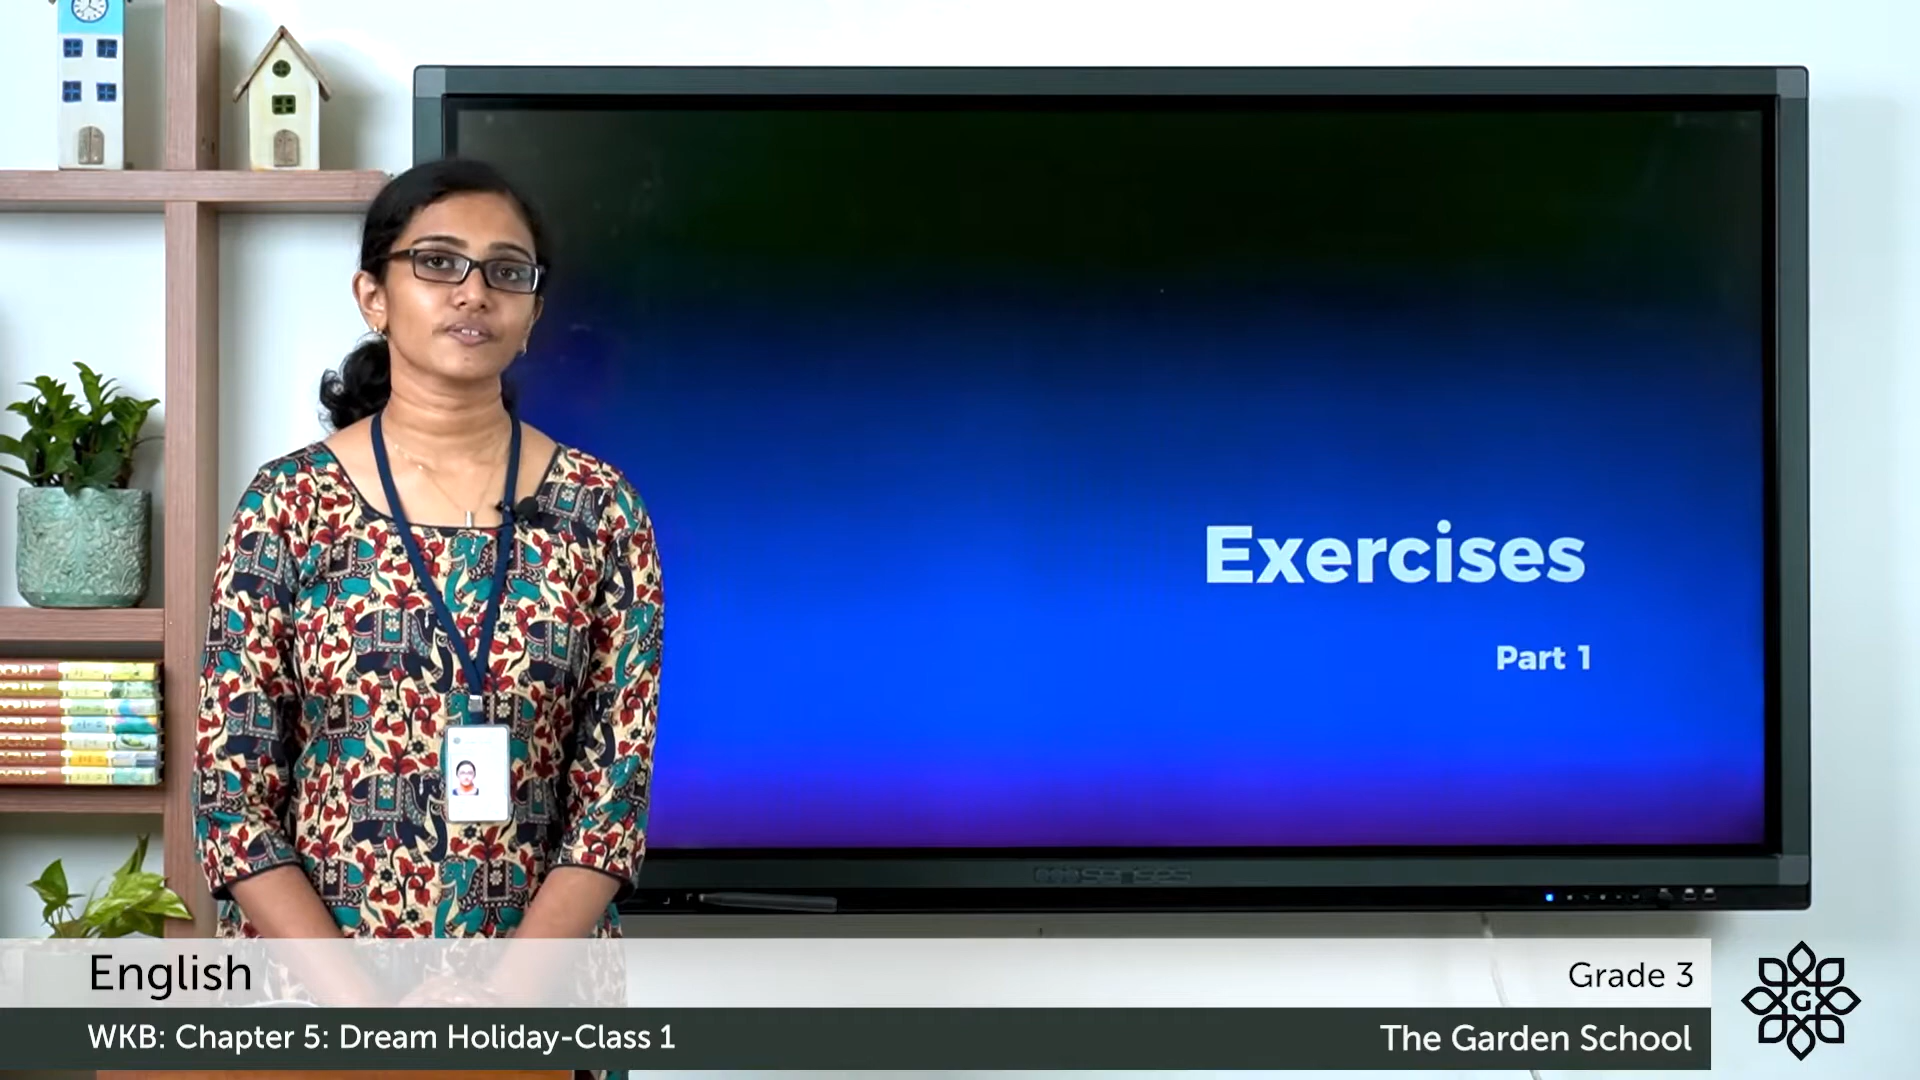 Exercises
Part 1
English
Grade 3
WKB: Chapter 5: Dream Holiday-Class 1
The Garden School
G